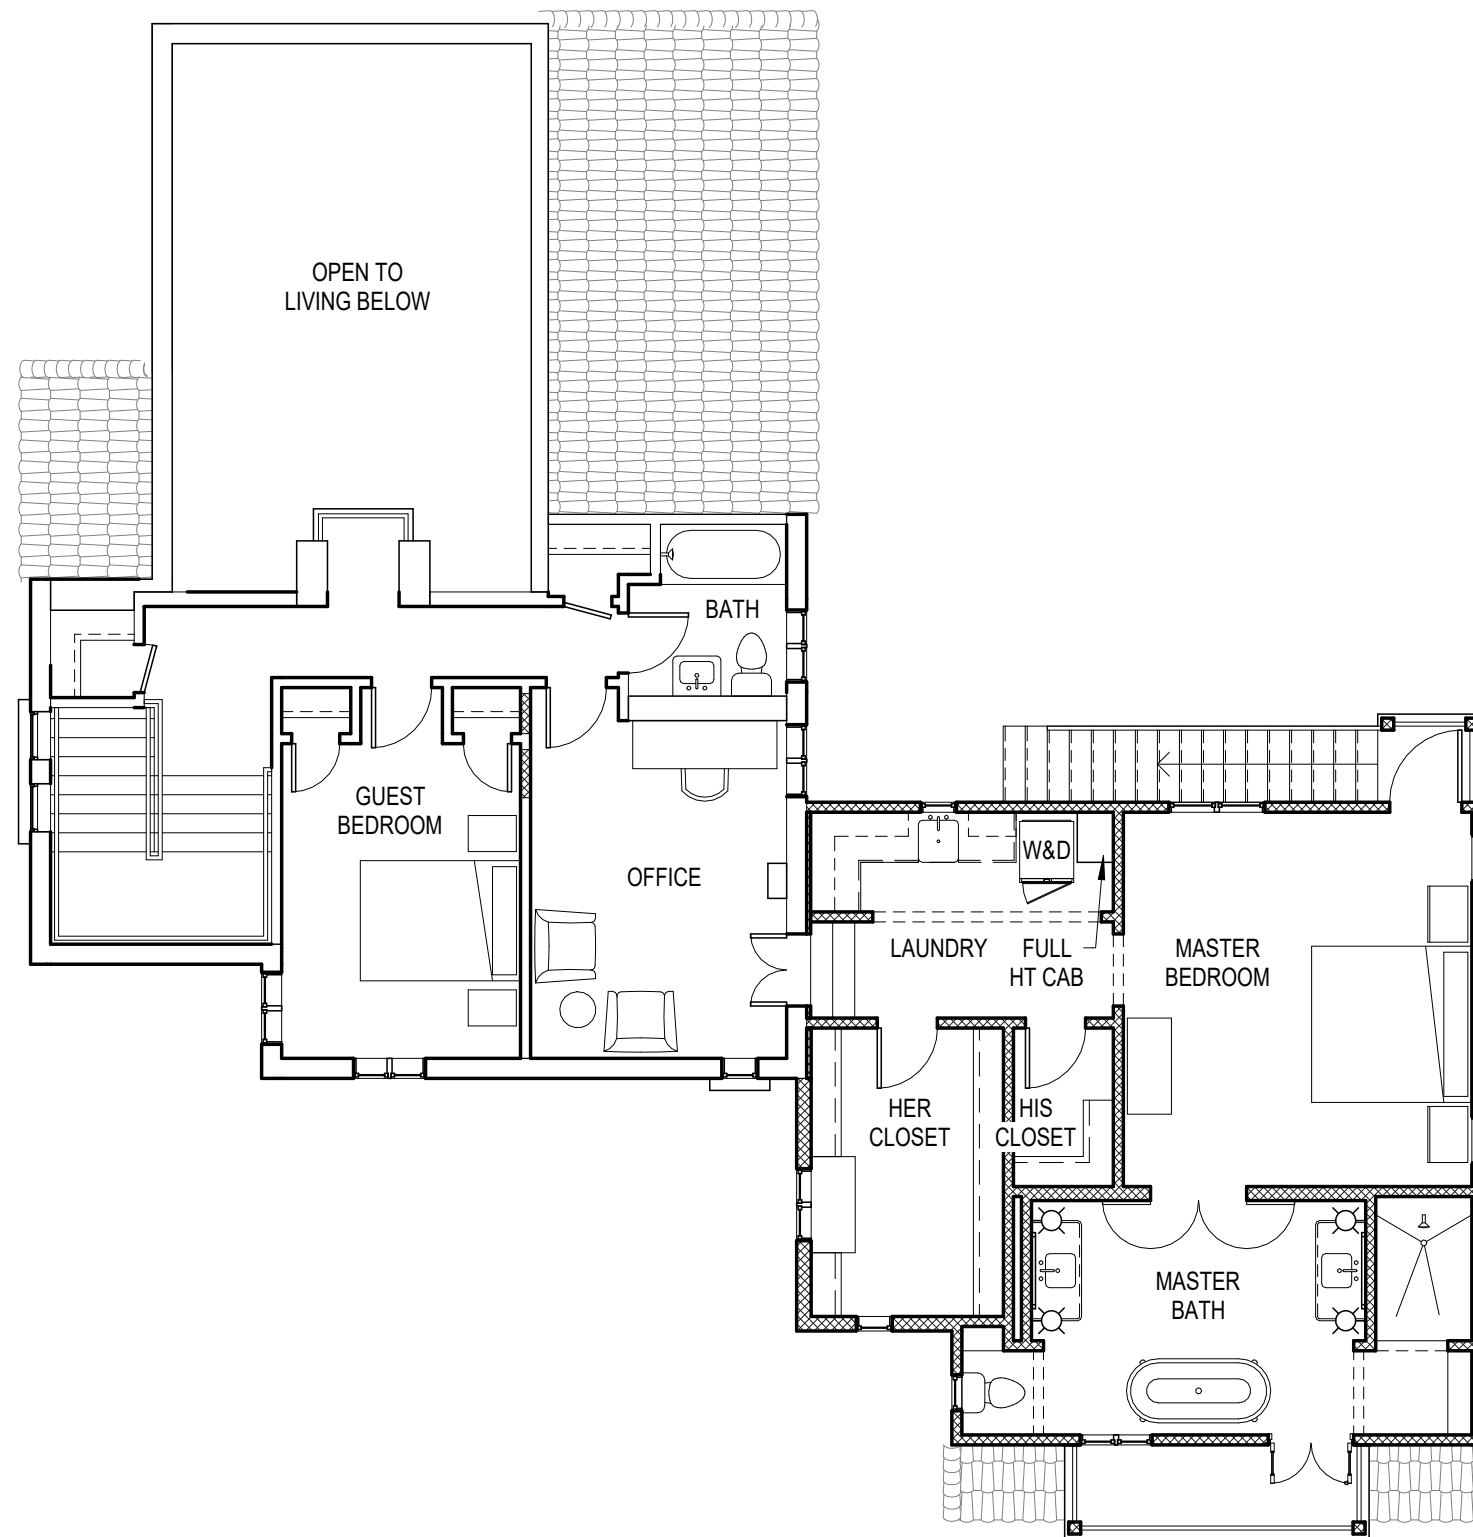 OPEN TO
LIVING BELOW
BATH
GUEST
BEDROOM
OFFICE
W&D
LAUNDRY
FULL
HT CAB
MASTER
BEDROOM
HER
CLOSET
HIS
CLOSET
MASTER
BATH